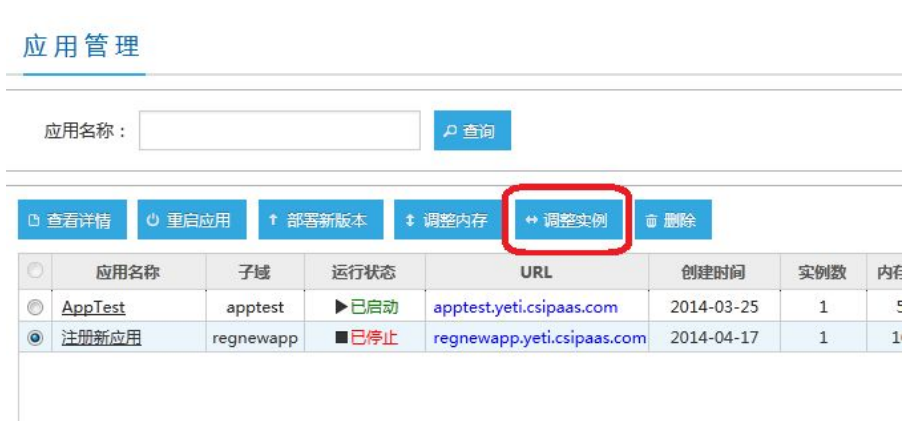 应用管理
应用名称：
查询
查看详情 重启应用 部署新版本 调整内存 调整实例 删除
应用名称 子域 运行状态 URL 创建时间 实例数 内存
AppTest apptest 已启动 apptest.yeti.csipaas.com 2014-03-25 1
注册新应用 regnewapp 已停止 regnewapp.yeti.csipaas.com 2014-04-17 1